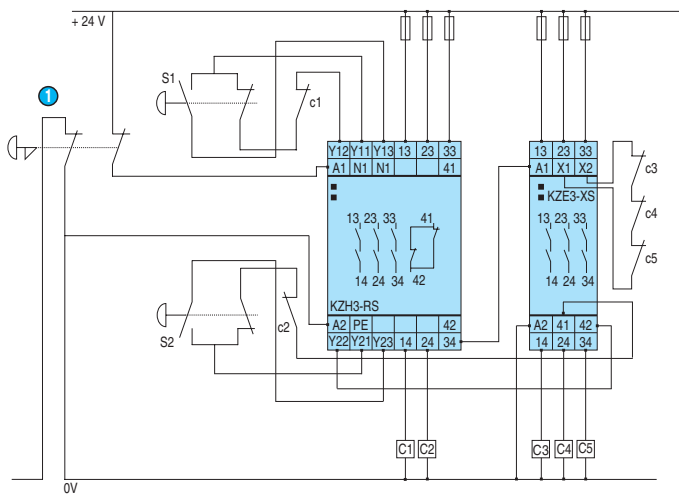 + 24 V
S1
1
c1
Y12 Y11 Y13 13 23 33
A1 N1 N1 41
13 23 33 41
14 24 34 42
KZH3-RS
A2 PE 42
Y22 Y21 Y23 14 24 34
13 23 33
A1 X1 X2
KZE3-XS
13 23 33
14 24 34
A2 41 42
14 24 34
c3
c4
c5
S2
c2
C1 C2
C3 C4 C5
0V